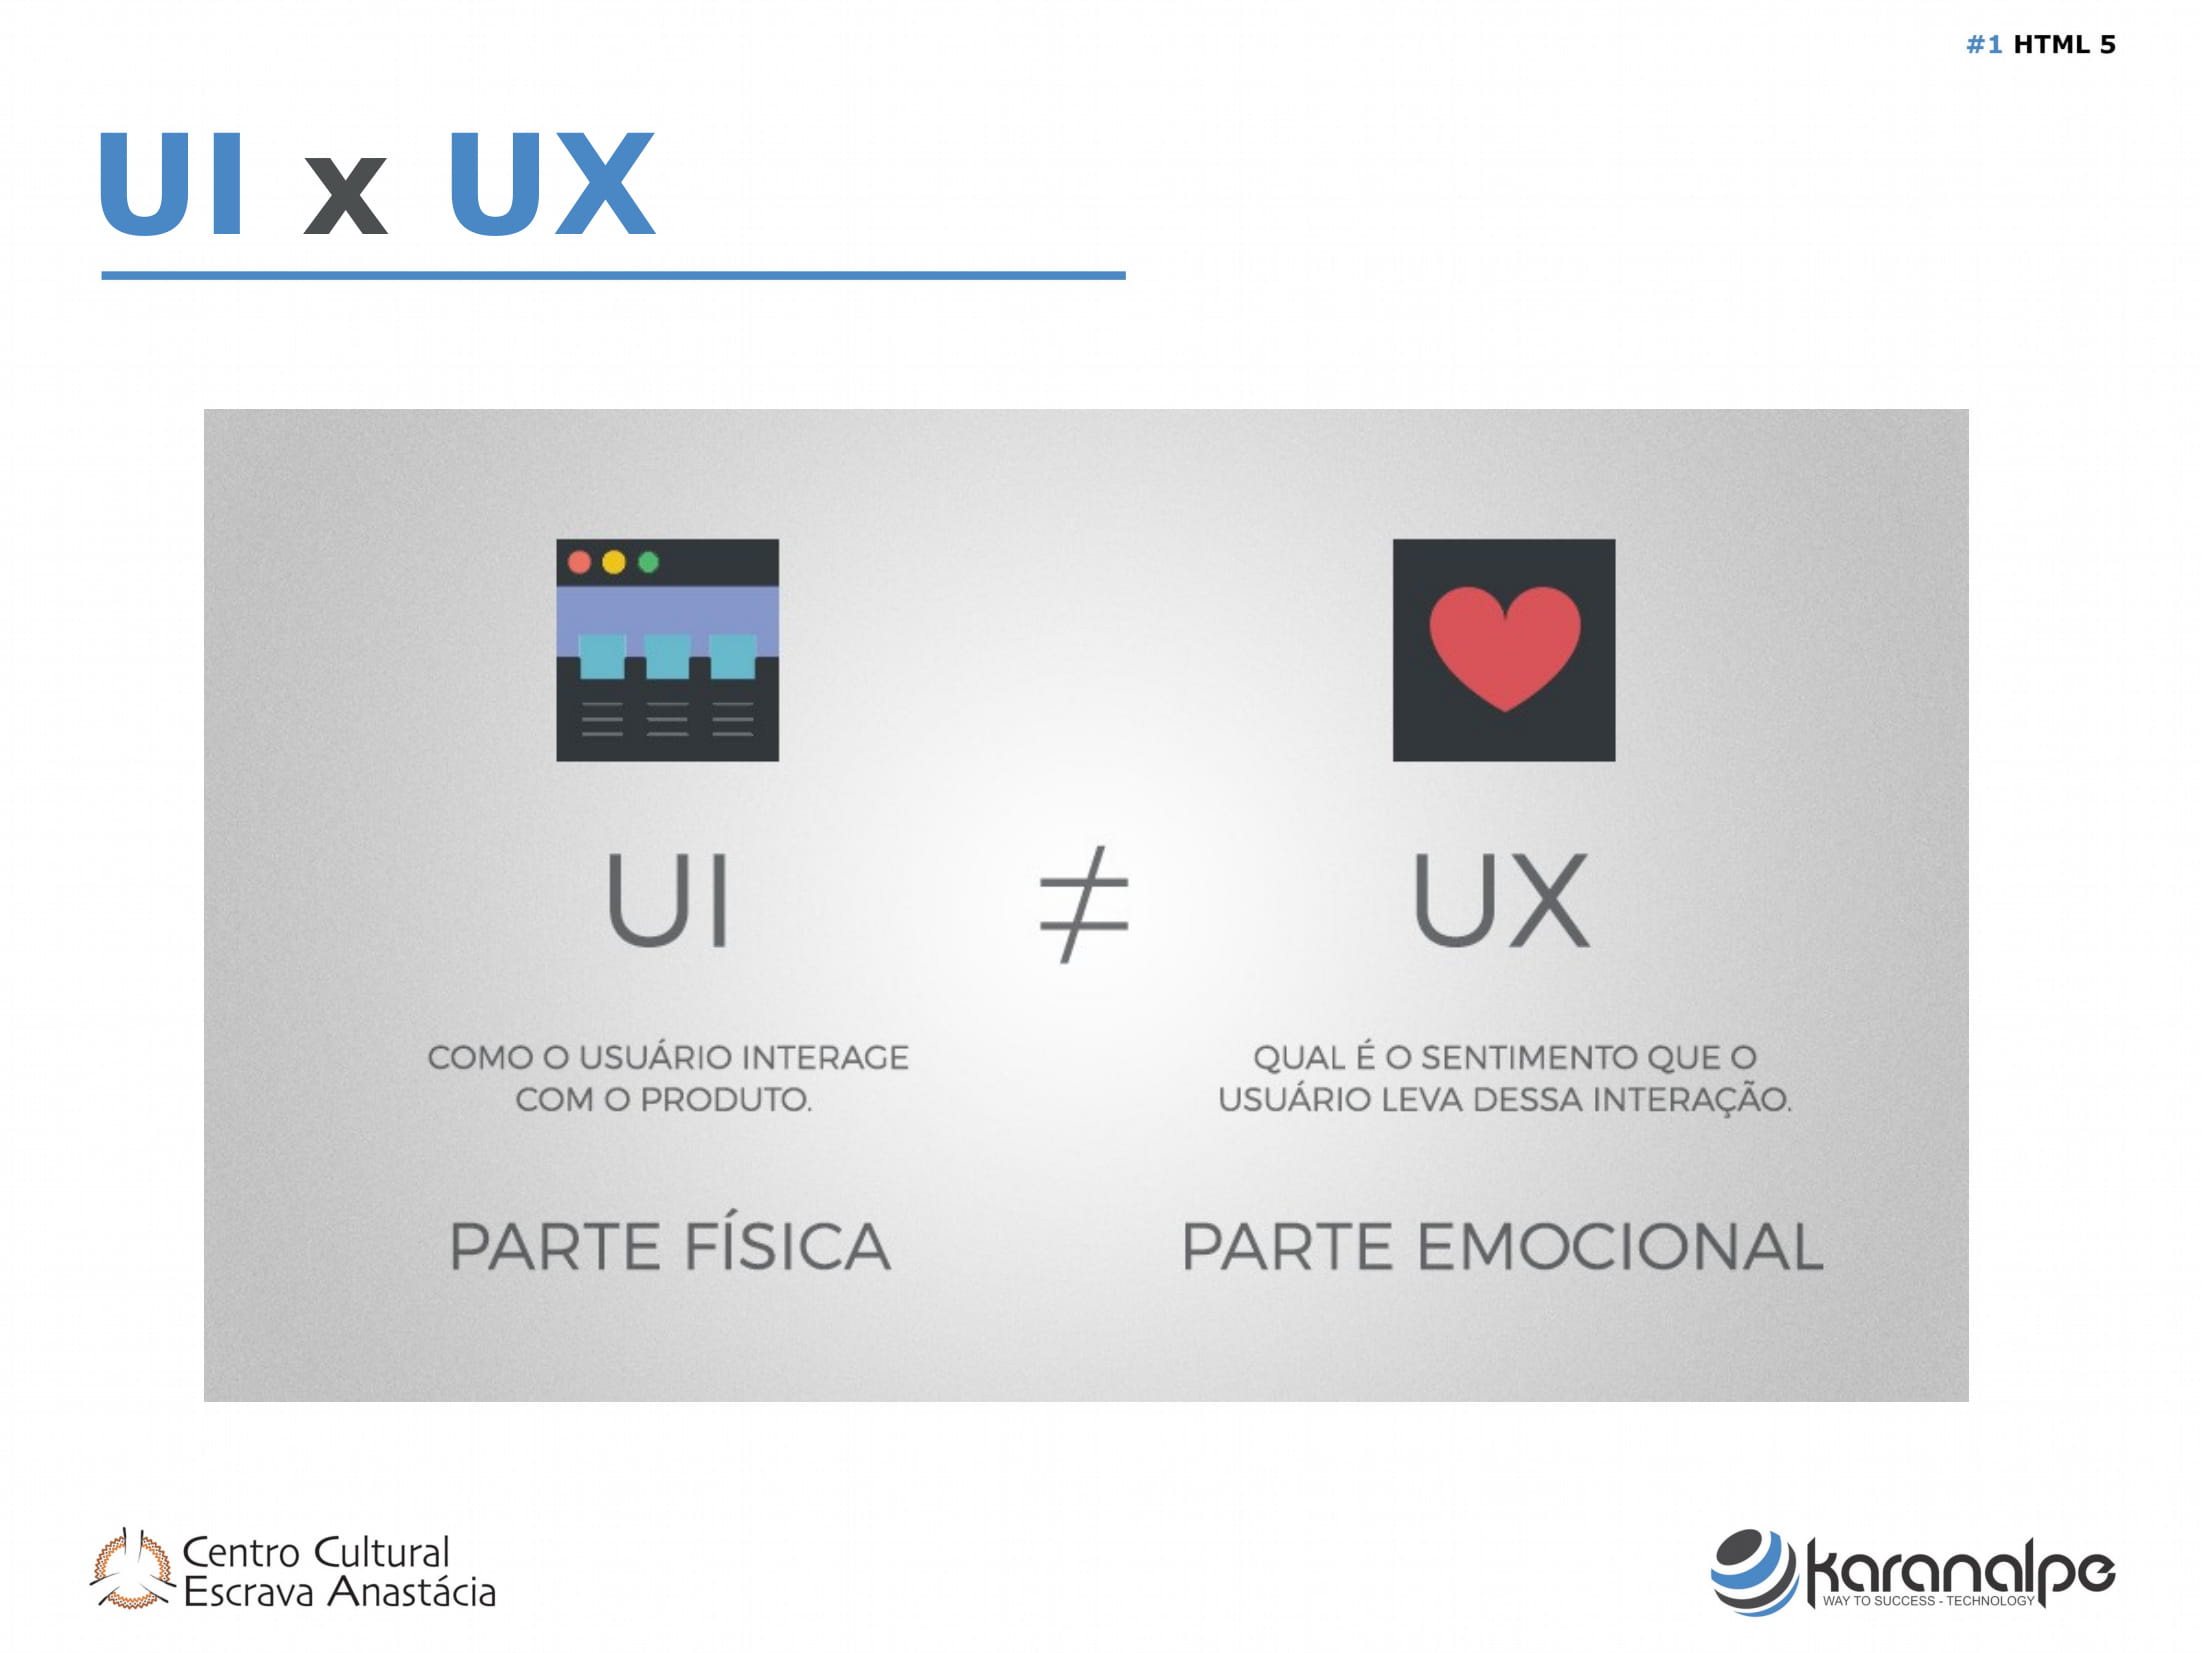 #1 HTML 5
UI x UX
UI ≠ UX
COMO O USUÁRIO INTERAGE
COM O PRODUTO.
QUAL É O SENTIMENTO QUE O
USUÁRIO LEVA DESSA INTERAÇÃO.
PARTE FÍSICA
PARTE EMOCIONAL
Centro Cultural
Escrava Anastácia
karanalpe
WAY TO SUCCESS - TECHNOLOGY